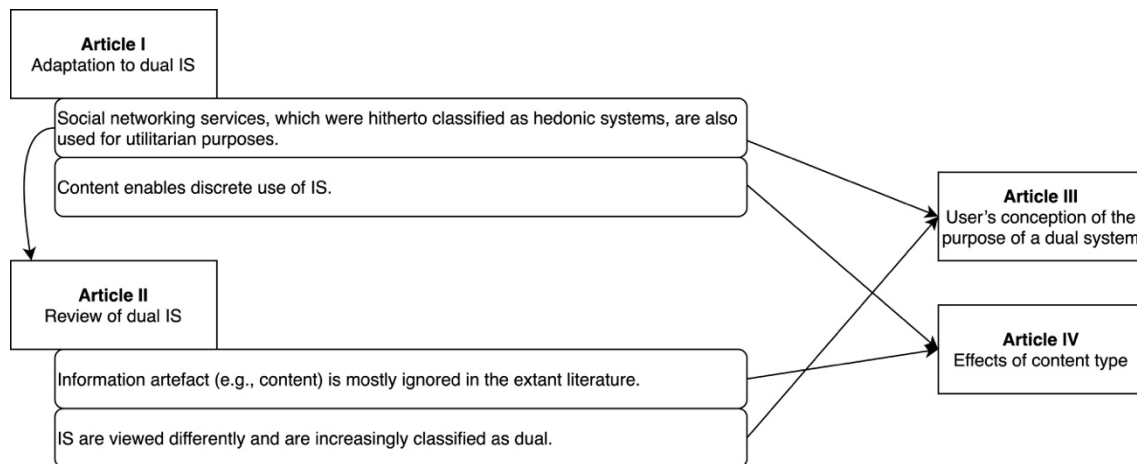 Article I
Adaptation to dual IS
Social networking services, which were hitherto classified as hedonic systems, are also
used for utilitarian purposes.
Content enables discrete use of IS.
Article III
User's conception of the
purpose of a dual system
Article II
Review of dual IS
Article IV
Effects of content type
Information artefact (e.g., content) is mostly ignored in the extant literature.
IS are viewed differently and are increasingly classified as dual.